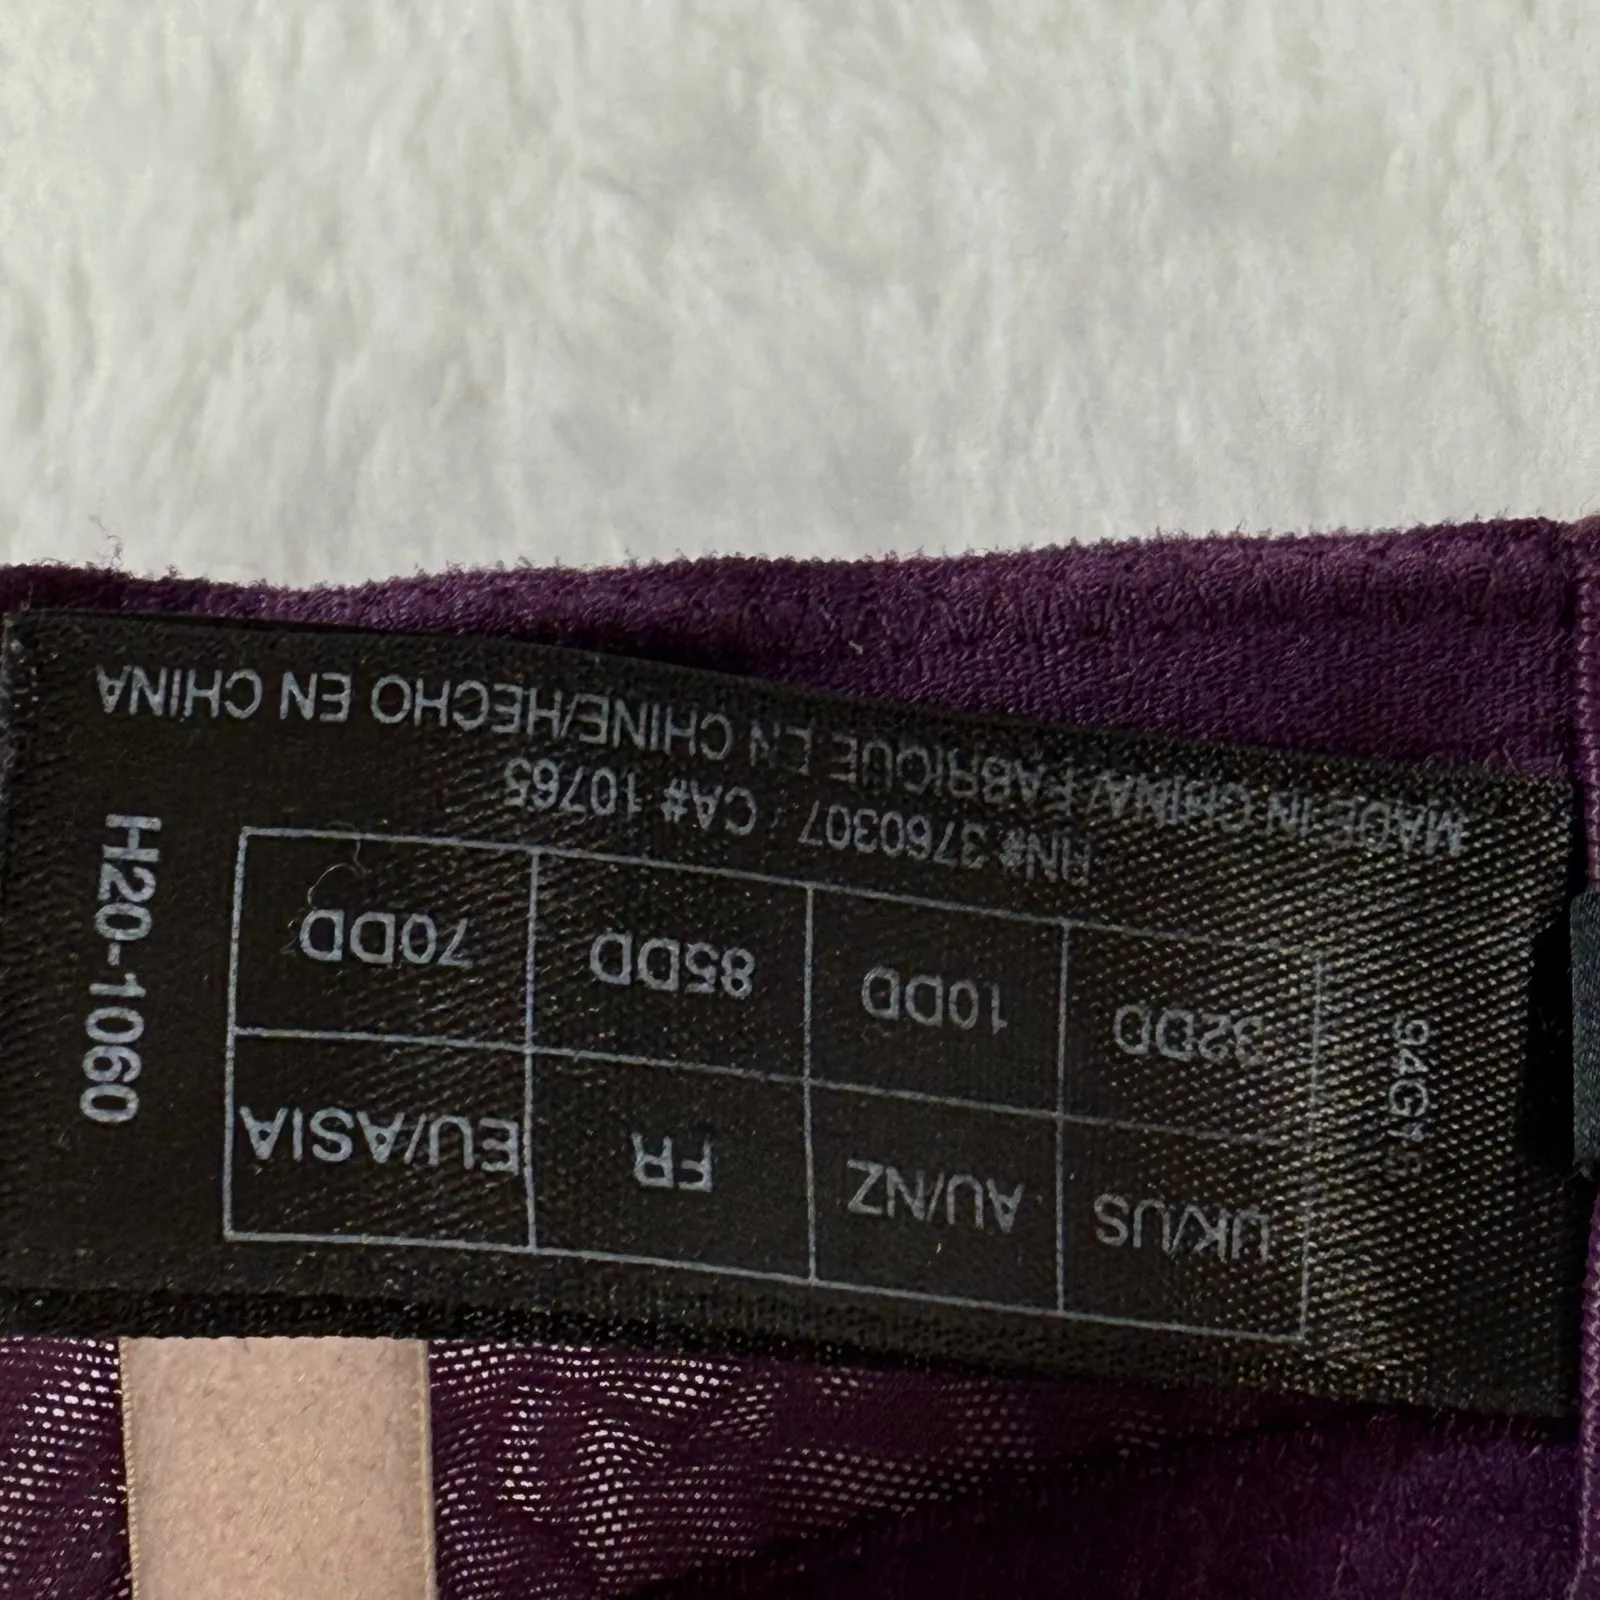 94G
UK/US AU/NZ FR EU/ASIA
32DD 10DD 85DD 70DD
RN# 3760307 CA# 10765
MADE IN CHINA/FABRIQUE EN CHINE/HECHO EN CHINA
H20-1060